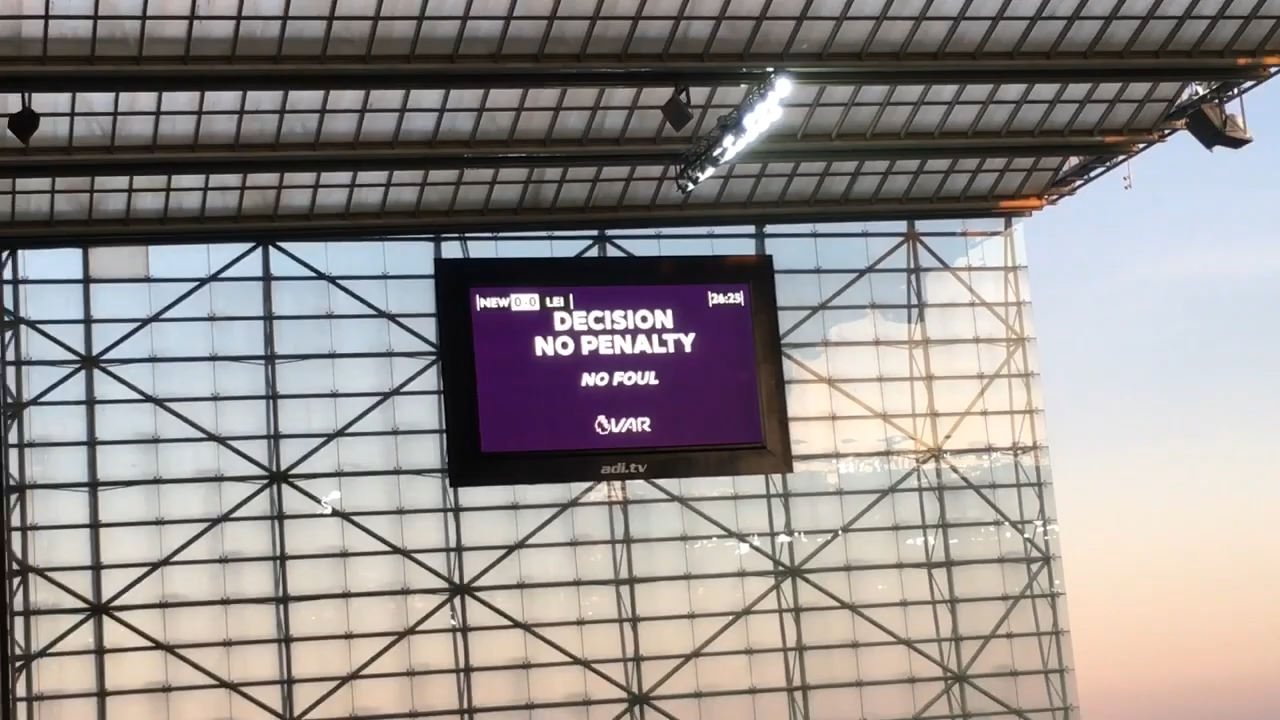 NEW 0-0 LEI 26:25
DECISION
NO PENALTY
NO FOUL
VAR
adi.tv